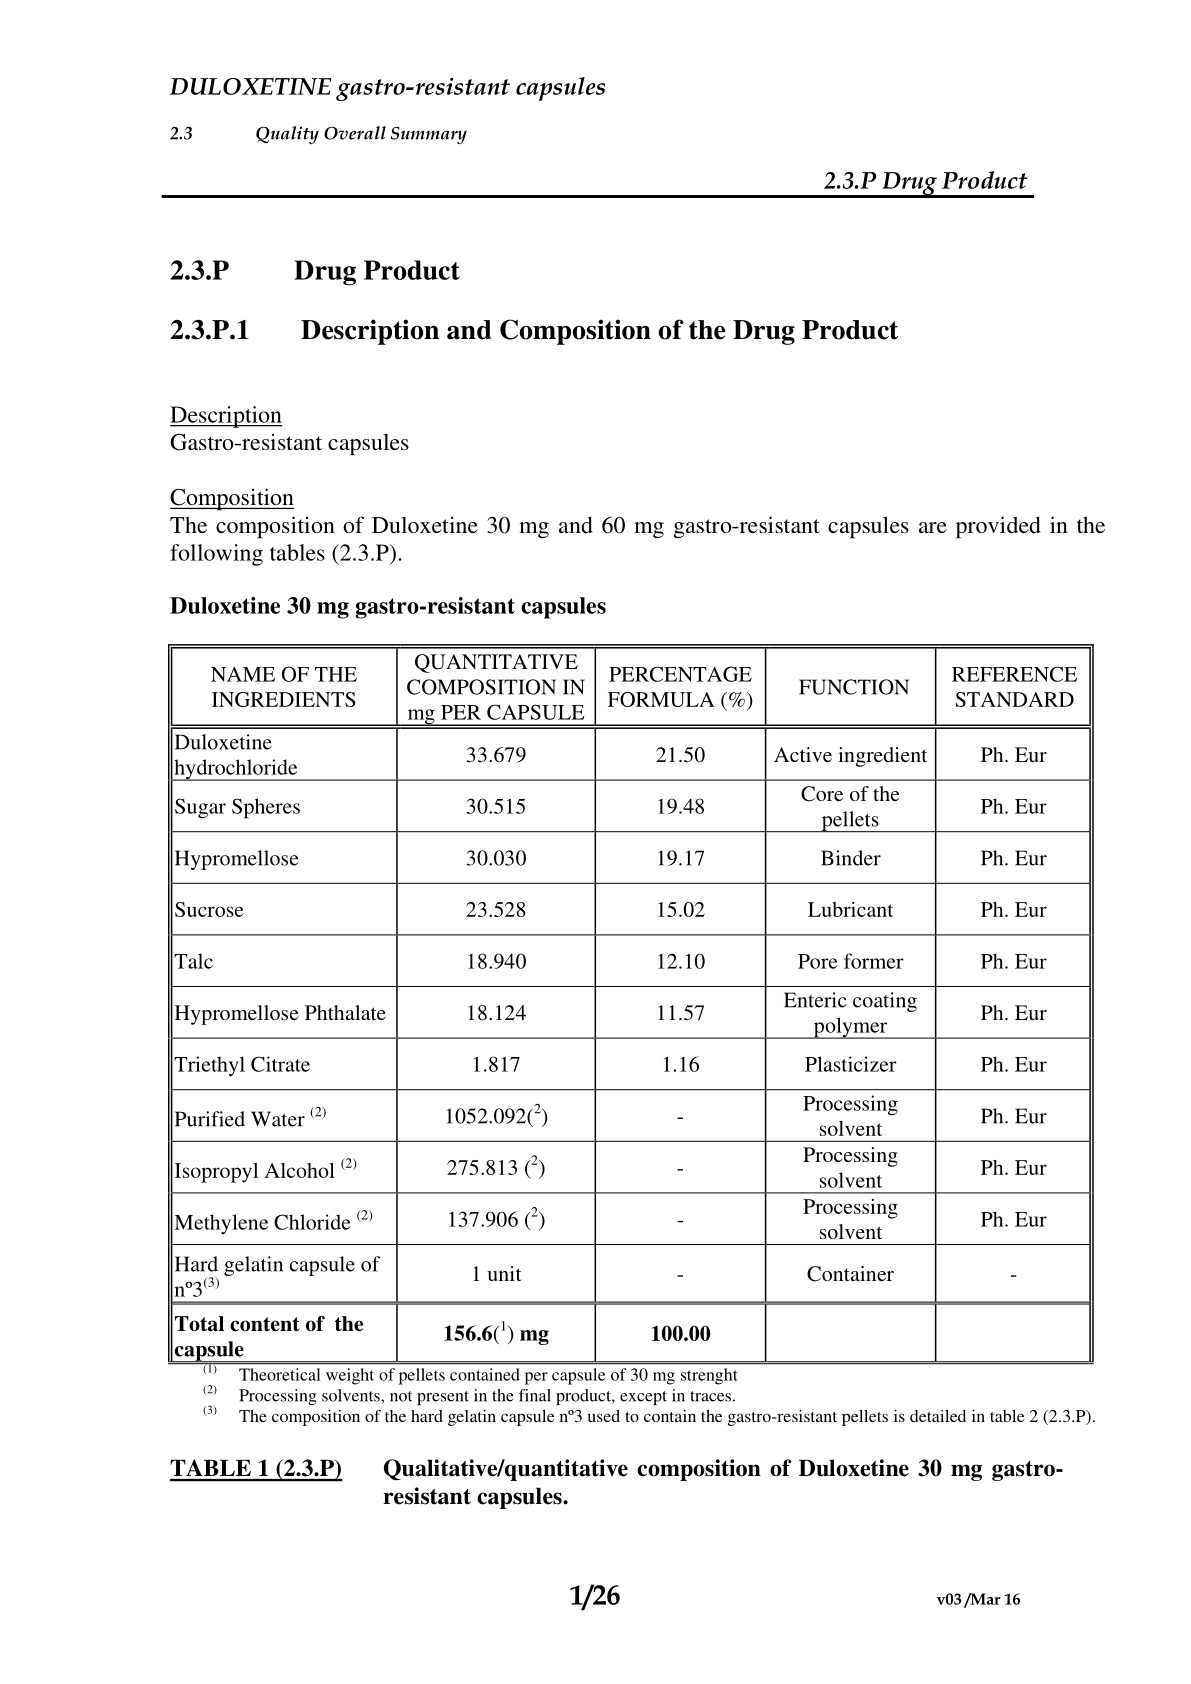 DULOXETINE gastro-resistant capsules
2.3 Quality Overall Summary
2.3.P Drug Product
2.3.P Drug Product
2.3.P.1 Description and Composition of the Drug Product
Description
Gastro-resistant capsules
Composition
The composition of Duloxetine 30 mg and 60 mg gastro-resistant capsules are provided in the
following tables (2.3.P).
Duloxetine 30 mg gastro-resistant capsules
NAME OF THE INGREDIENTS QUANTITATIVE COMPOSITION IN mg PER CAPSULE PERCENTAGE FORMULA (%) FUNCTION REFERENCE STANDARD
Duloxetine hydrochloride 33.679 21.50 Active ingredient Ph. Eur
Sugar Spheres 30.515 19.48 Core of the pellets Ph. Eur
Hypromellose 30.030 19.17 Binder Ph. Eur
Sucrose 23.528 15.02 Lubricant Ph. Eur
Talc 18.940 12.10 Pore former Ph. Eur
Hypromellose Phthalate 18.124 11.57 Enteric coating polymer Ph. Eur
Triethyl Citrate 1.817 1.16 Plasticizer Ph. Eur
Purified Water (2) 1052.092(2) - Processing solvent Ph. Eur
Isopropyl Alcohol (2) 275.813 (2) - Processing solvent Ph. Eur
Methylene Chloride (2) 137.906 (2) - Processing solvent Ph. Eur
Hard gelatin capsule of nº3(3) 1 unit - Container -
Total content of the capsule 156.6(1) mg 100.00
(1) Theoretical weight of pellets contained per capsule of 30 mg strenght
(2) Processing solvents, not present in the final product, except in traces.
(3) The composition of the hard gelatin capsule nº3 used to contain the gastro-resistant pellets is detailed in table 2 (2.3.P).
TABLE 1 (2.3.P) Qualitative/quantitative composition of Duloxetine 30 mg gastro-
resistant capsules.
1/26 v03 /Mar 16